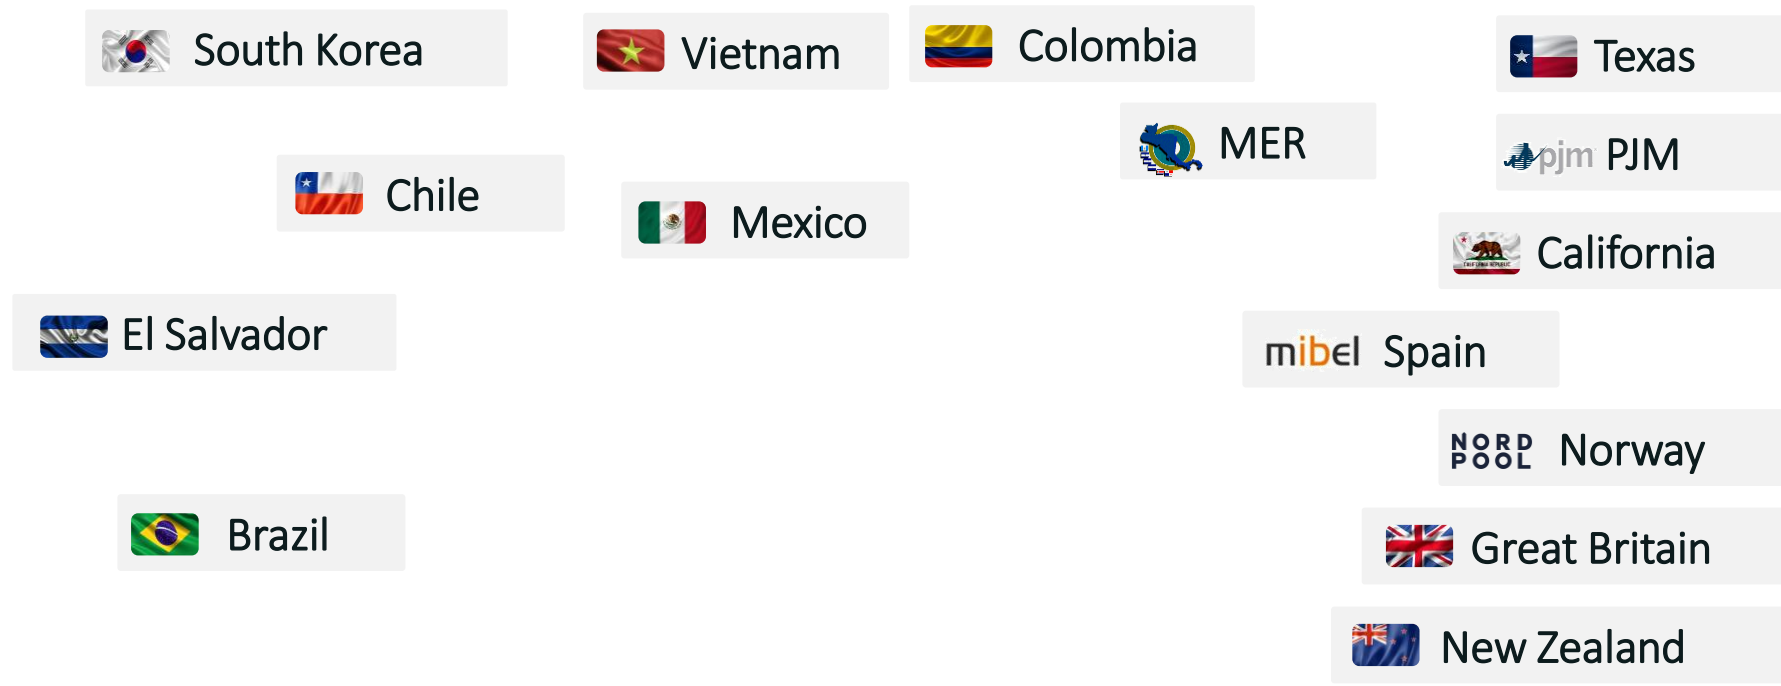 South Korea
Vietnam
Colombia
Texas
MER
pjm PJM
Chile
Mexico
California
El Salvador
mibel Spain
NORD
POOL
Norway
Brazil
Great Britain
New Zealand